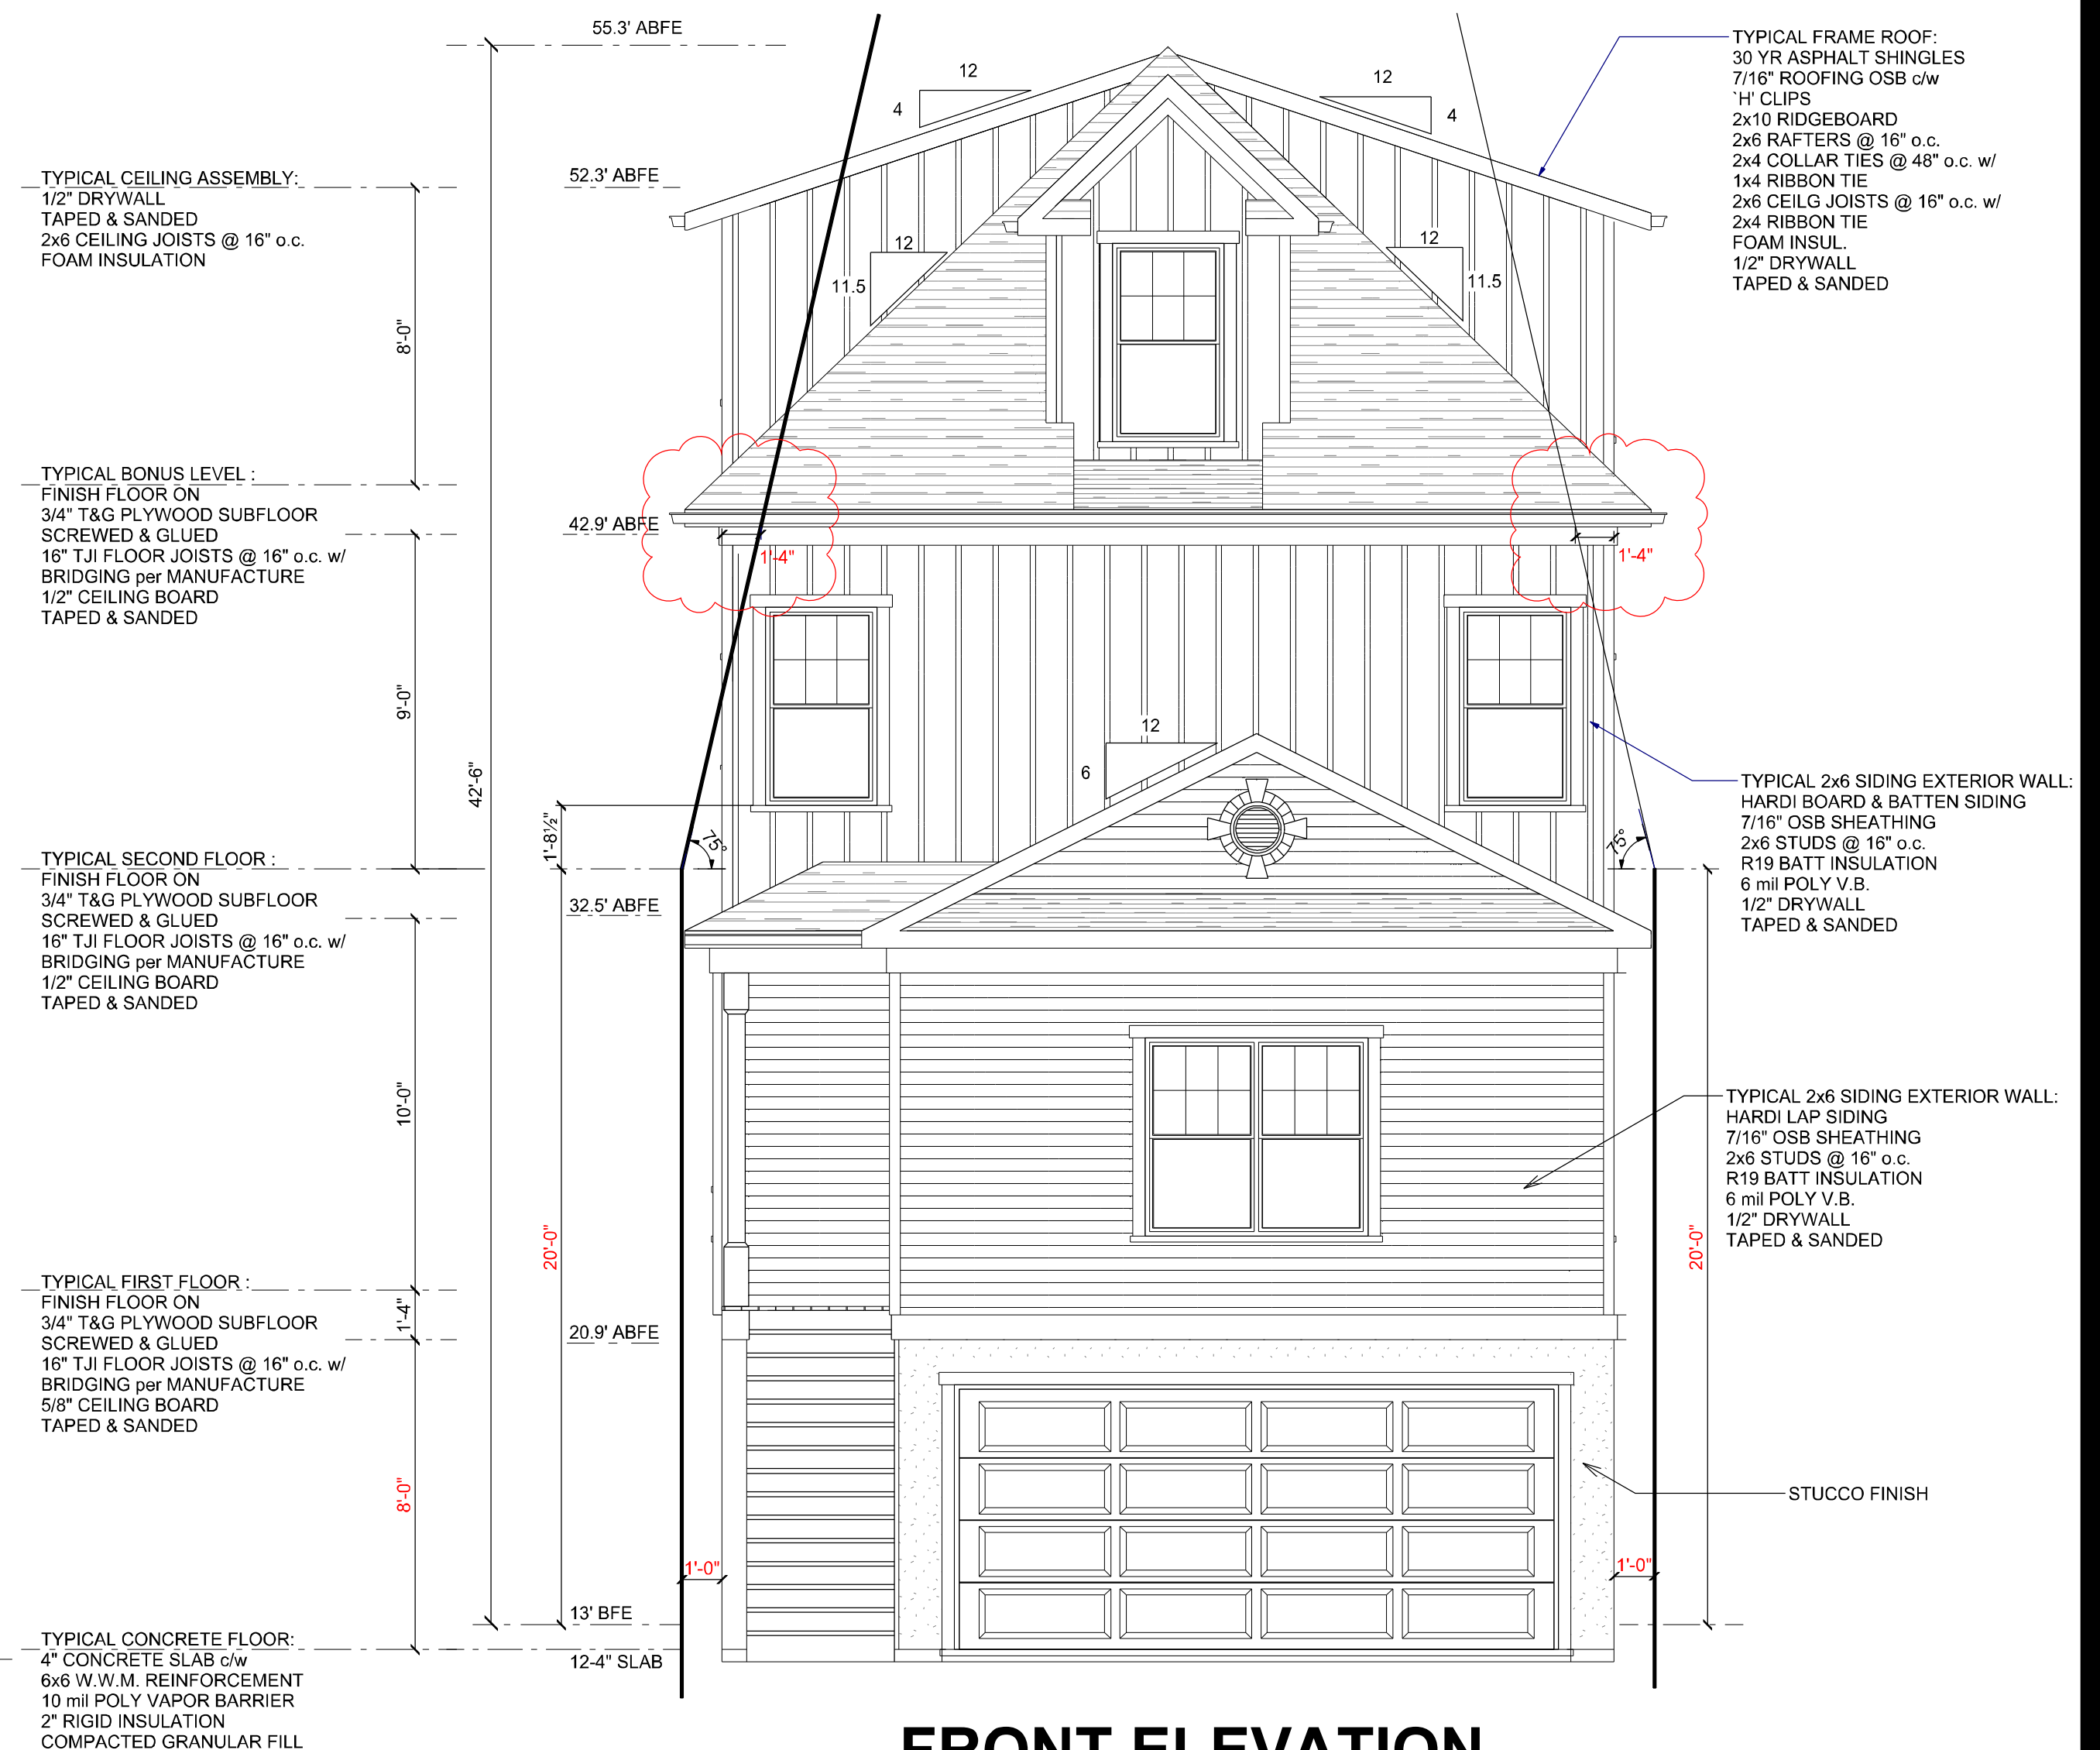 55.3' ABFE
12
4
12
4
TYPICAL FRAME ROOF:
30 YR ASPHALT SHINGLES
7/16" ROOFING OSB c/w
`H' CLIPS
2x10 RIDGEBOARD
2x6 RAFTERS @ 16" o.c.
2x4 COLLAR TIES @ 48" o.c. w/
1x4 RIBBON TIE
2x6 CEILG JOISTS @ 16" o.c. w/
2x4 RIBBON TIE
FOAM INSUL.
1/2" DRYWALL
TAPED & SANDED
TYPICAL CEILING ASSEMBLY:
1/2" DRYWALL
TAPED & SANDED
2x6 CEILING JOISTS @ 16" o.c.
FOAM INSULATION
52.3' ABFE
12
11.5
12
11.5
8'-0"
TYPICAL BONUS LEVEL :
FINISH FLOOR ON
3/4" T&G PLYWOOD SUBFLOOR
SCREWED & GLUED
16" TJI FLOOR JOISTS @ 16" o.c. w/
BRIDGING per MANUFACTURE
1/2" CEILING BOARD
TAPED & SANDED
42.9' ABFE
1'-4"
1'-4"
9'-0"
42'-6"
12
6
1'-8½"
75°
75°
TYPICAL 2x6 SIDING EXTERIOR WALL:
HARDI BOARD & BATTEN SIDING
7/16" OSB SHEATHING
2x6 STUDS @ 16" o.c.
R19 BATT INSULATION
6 mil POLY V.B.
1/2" DRYWALL
TAPED & SANDED
TYPICAL SECOND FLOOR :
FINISH FLOOR ON
3/4" T&G PLYWOOD SUBFLOOR
SCREWED & GLUED
16" TJI FLOOR JOISTS @ 16" o.c. w/
BRIDGING per MANUFACTURE
1/2" CEILING BOARD
TAPED & SANDED
32.5' ABFE
10'-0"
20'-0"
20'-0"
TYPICAL 2x6 SIDING EXTERIOR WALL:
HARDI LAP SIDING
7/16" OSB SHEATHING
2x6 STUDS @ 16" o.c.
R19 BATT INSULATION
6 mil POLY V.B.
1/2" DRYWALL
TAPED & SANDED
TYPICAL FIRST FLOOR :
FINISH FLOOR ON
3/4" T&G PLYWOOD SUBFLOOR
SCREWED & GLUED
16" TJI FLOOR JOISTS @ 16" o.c. w/
BRIDGING per MANUFACTURE
5/8" CEILING BOARD
TAPED & SANDED
1'-4"
20.9' ABFE
8'-0"
STUCCO FINISH
1'-0"
1'-0"
13' BFE
12-4" SLAB
TYPICAL CONCRETE FLOOR:
4" CONCRETE SLAB c/w
6x6 W.W.M. REINFORCEMENT
10 mil POLY VAPOR BARRIER
2" RIGID INSULATION
COMPACTED GRANULAR FILL
FRONT ELEVATION